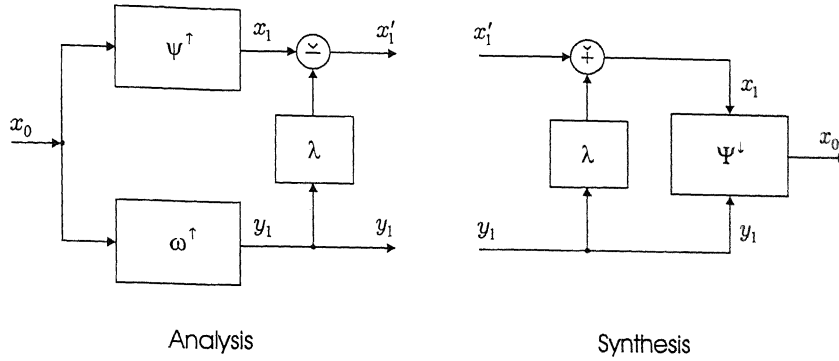 ψ↑
x₁
x₁′
x₀
λ
ω↑
y₁
y₁
Analysis
x₁′
x₁
λ
Ψ↓
x₀
y₁
y₁
Synthesis